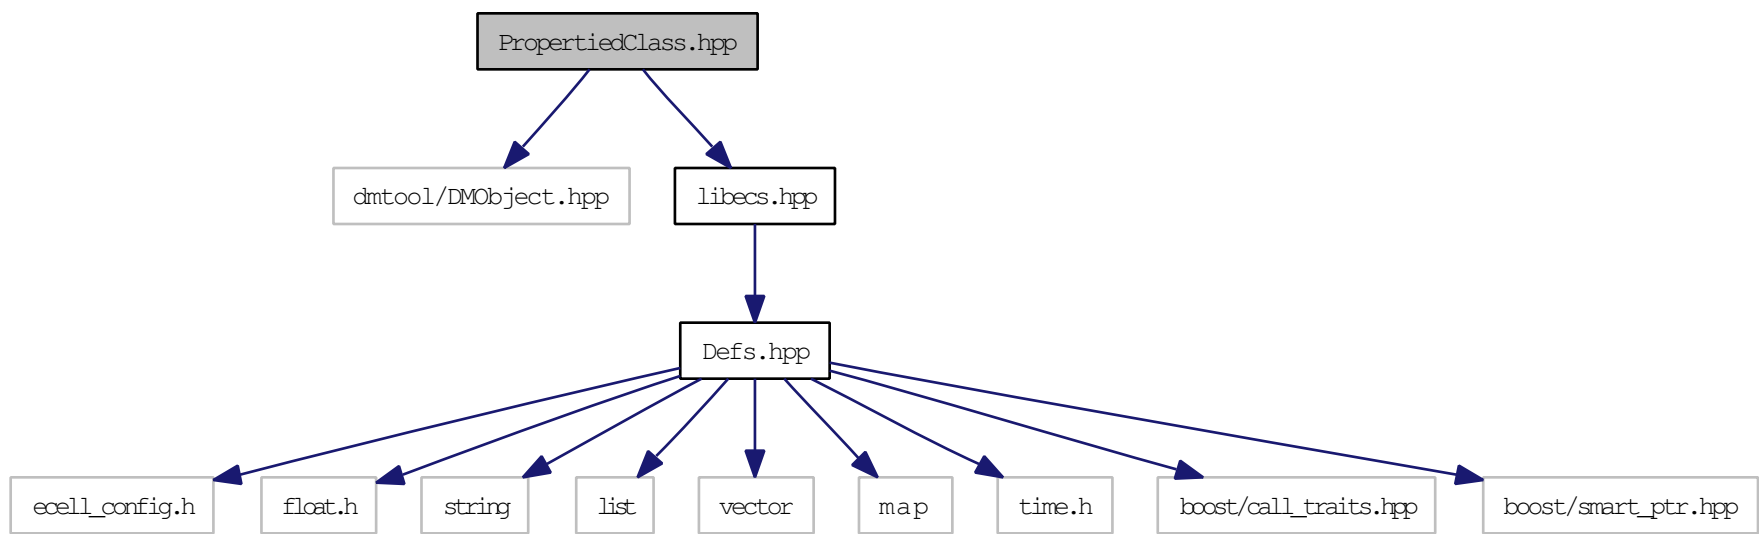 PropertiedClass.hpp
dmtool/DMObject.hpp
libecs.hpp
Defs.hpp
ecell_config.h
float.h
string
list
vector
map
time.h
boost/call_traits.hpp
boost/smart_ptr.hpp